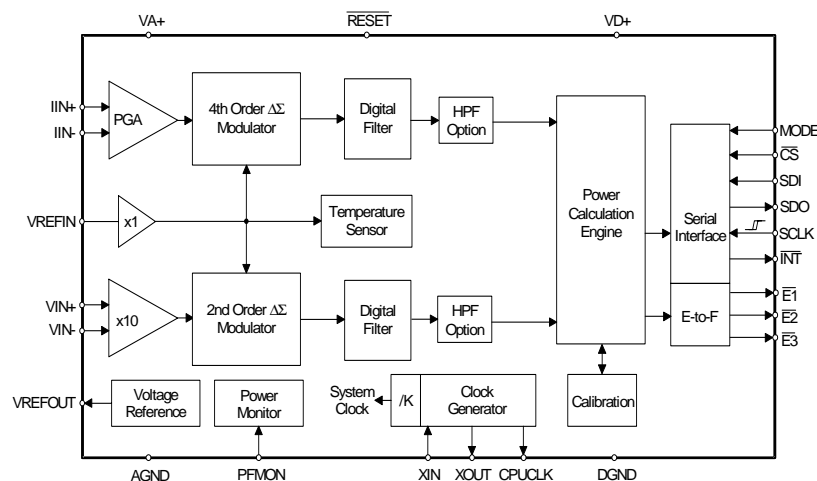 VA+
RESET
VD+
IIN+
IIN-
PGA
4th Order ΔΣ
Modulator
Digital
Filter
HPF
Option
VREFIN
x1
Temperature
Sensor
VIN+
VIN-
x10
2nd Order ΔΣ
Modulator
Digital
Filter
HPF
Option
Power
Calculation
Engine
Serial
Interface
E-to-F
MODE
CS
SDI
SDO
SCLK
INT
E1
E2
E3
VREFOUT
Voltage
Reference
Power
Monitor
System
Clock
/K
Clock
Generator
Calibration
AGND
PFMON
XIN
XOUT
CPUCLK
DGND